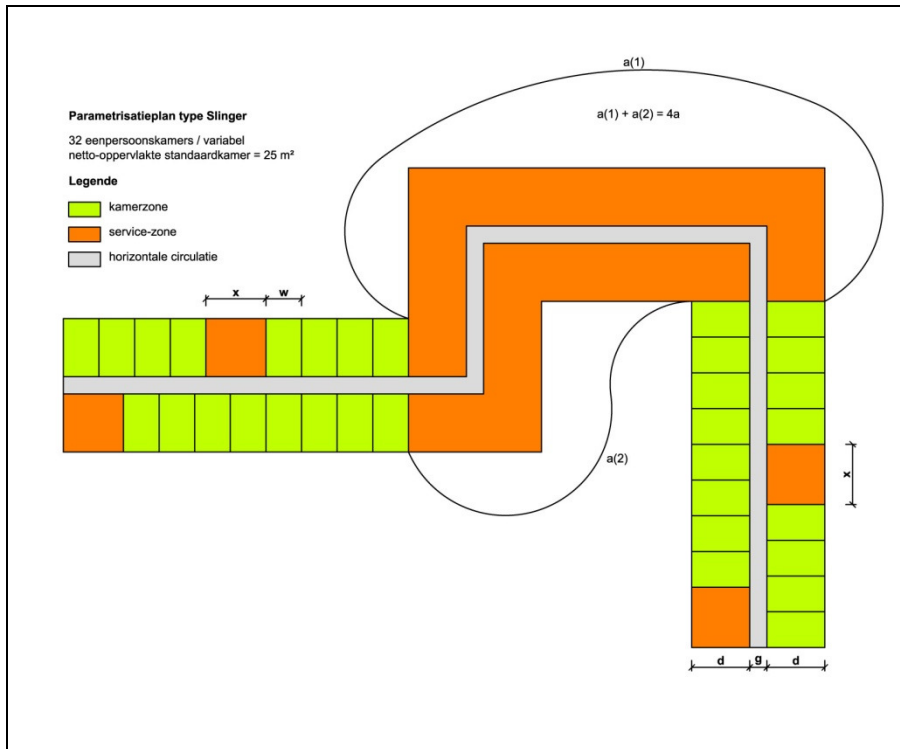 a(1)
a(1) + a(2) = 4a
Parametrisatieplan type Slinger
32 eenpersoonskamers / variabel
netto-oppervlakte standaardkamer = 25 m²
Legende
kamerzone
service-zone
horizontale circulatie
x w
a(2)
x
d g d